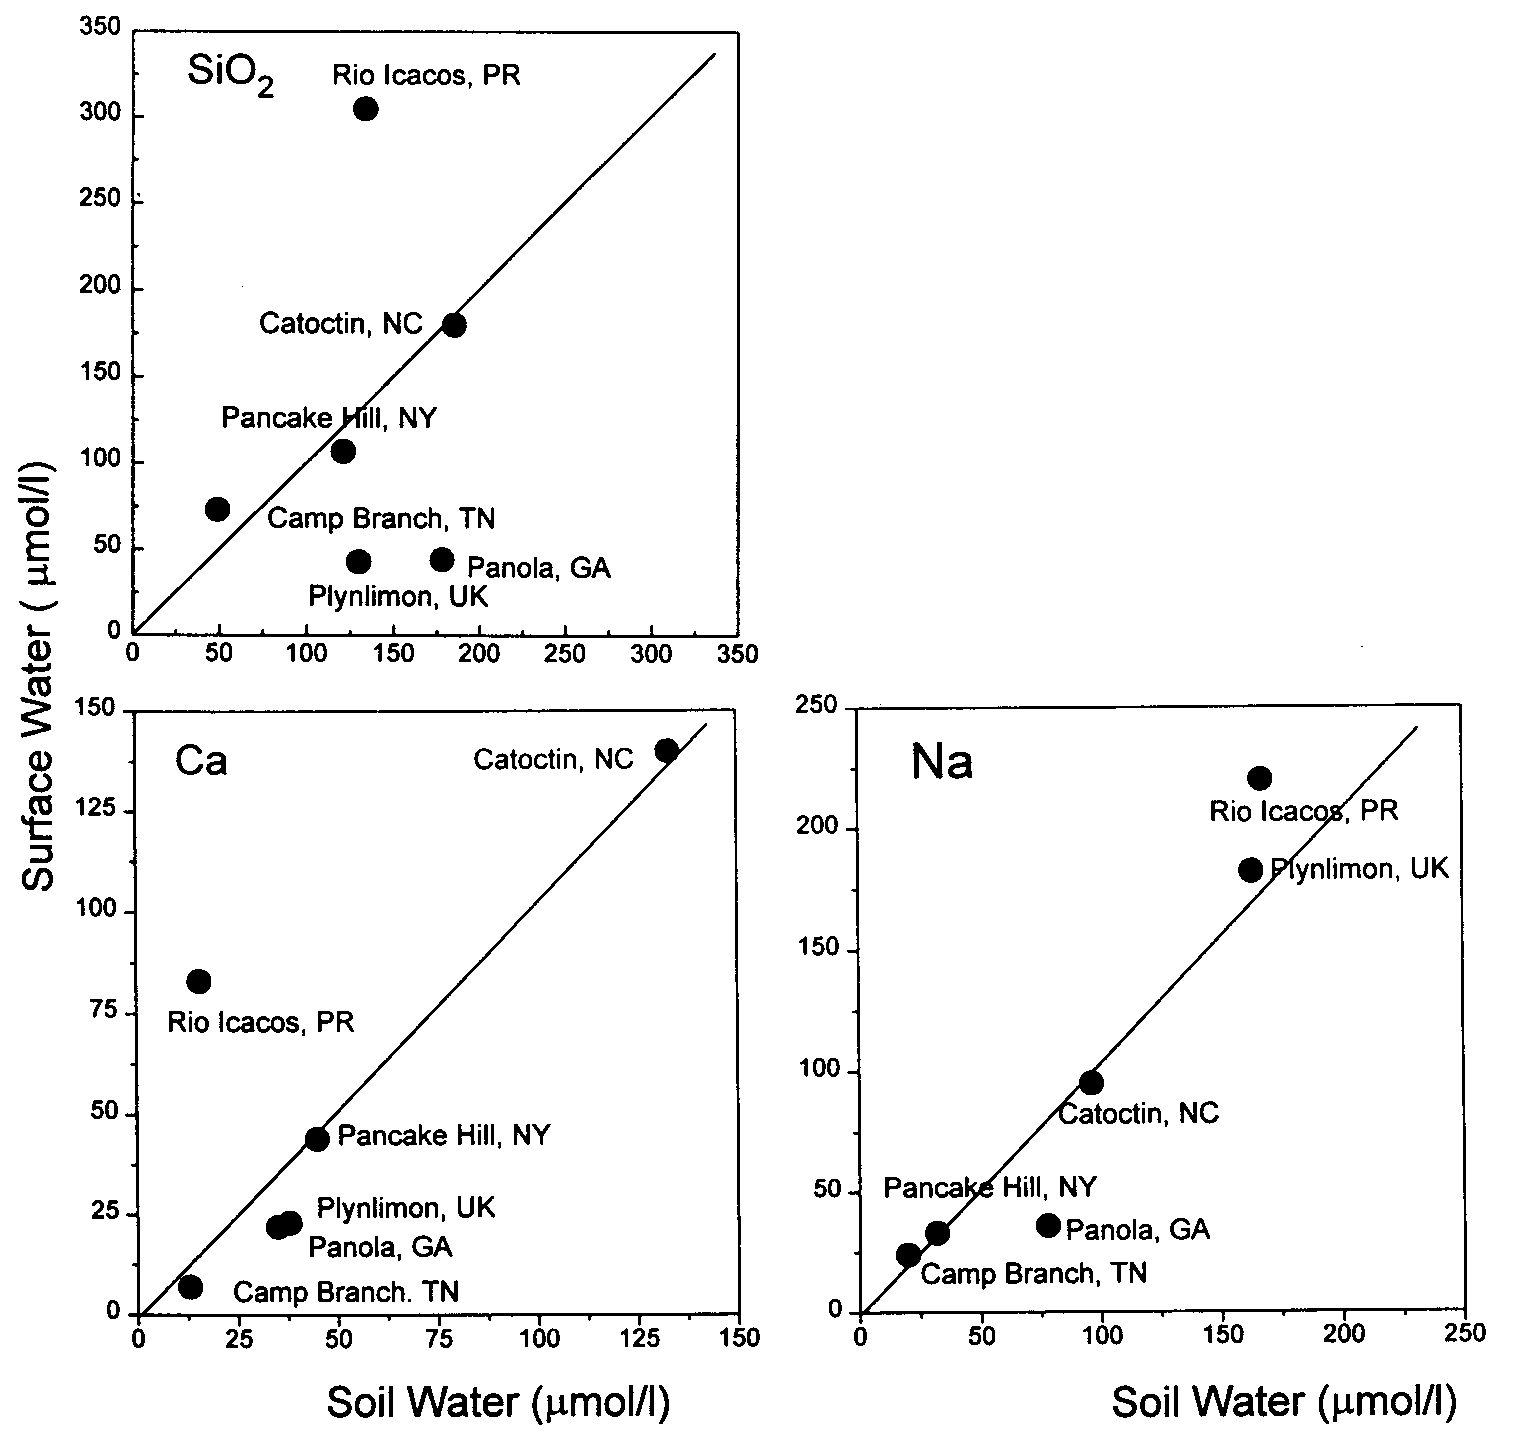 Surface Water ( µmol/l)
350
300
250
200
150
100
50
0
SiO2
Rio Icacos, PR
Catoctin, NC
Pancake Hill, NY
Camp Branch, TN
Panola, GA
Plynlimon, UK
0 50 100 150 200 250 300 350
150
125
100
75
50
25
0
Ca
Catoctin, NC
Rio Icacos, PR
Pancake Hill, NY
Plynlimon, UK
Panola, GA
Camp Branch. TN
0 25 50 75 100 125 150
Soil Water (µmol/l)
250
200
150
100
50
0
Na
Rio Icacos, PR
Plynlimon, UK
Catoctin, NC
Pancake Hill, NY
Panola, GA
Camp Branch, TN
0 50 100 150 200 250
Soil Water (µmol/l)